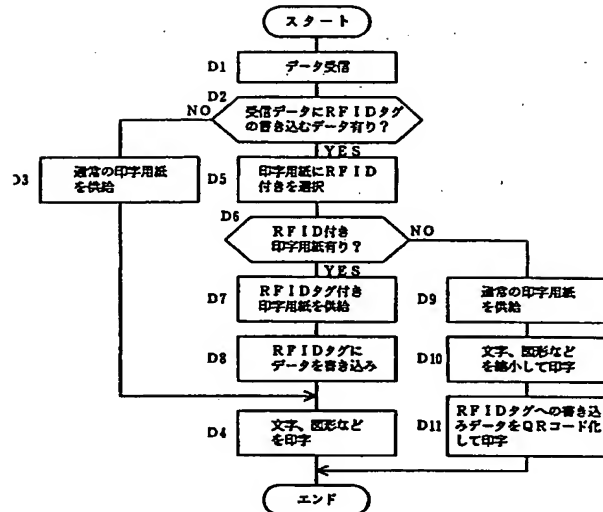 スタート
D1
データ受信
D2
受信データにRFIDタグ
の書き込むデータ有り?
NO
YES
D3
通常の印字用紙
を供給
D5
印字用紙にRFID
付きを選択
D6
RFID付き
印字用紙有り?
NO
YES
D7
RFIDタグ付き
印字用紙を供給
D9
通常の印字用紙
を供給
D8
RFIDタグに
データを書き込み
D10
文字、図形など
を縮小して印字
D4
文字、図形など
を印字
D11
RFIDタグへの書き込
みデータをQRコード化
して印字
エンド